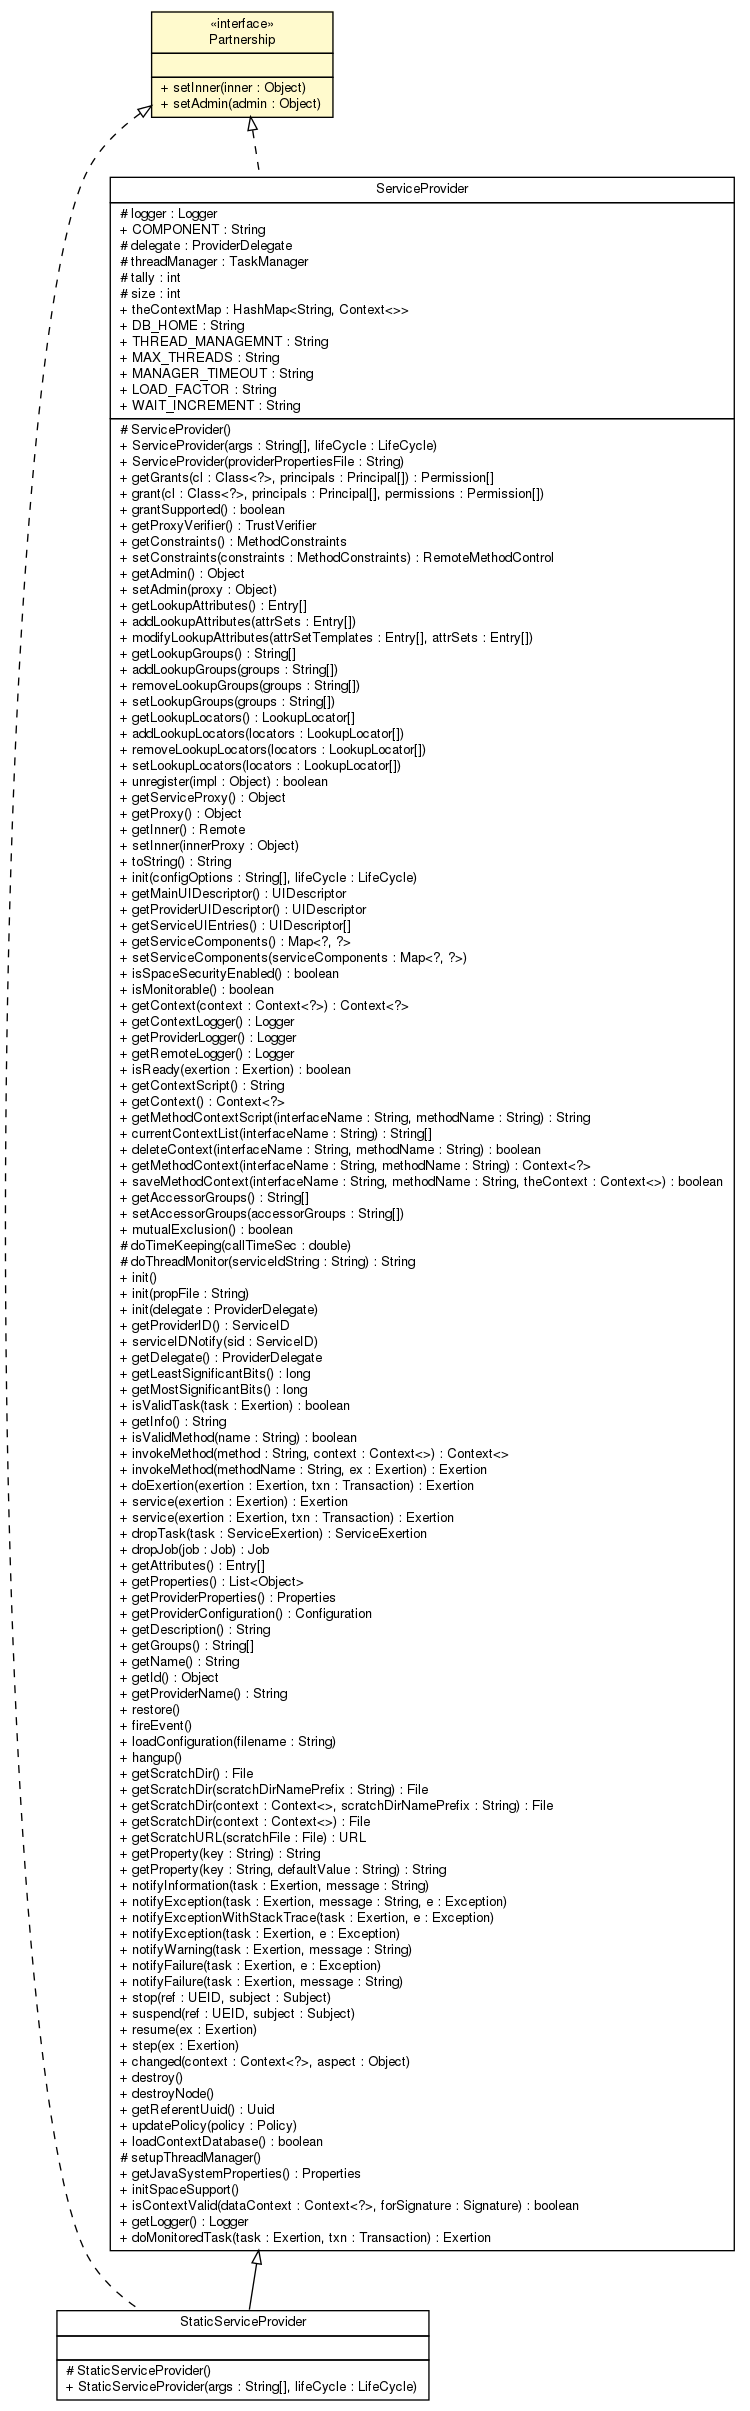 «interface»
Partnership
+ setInner(inner : Object)
+ setAdmin(admin : Object)
ServiceProvider
# logger : Logger
+ COMPONENT : String
# delegate : ProviderDelegate
# threadManager : TaskManager
# tally : int
# size : int
+ theContextMap : HashMap<String, Context<>>
+ DB_HOME : String
+ THREAD_MANAGEMNT : String
+ MAX_THREADS : String
+ MANAGER_TIMEOUT : String
+ LOAD_FACTOR : String
+ WAIT_INCREMENT : String
# ServiceProvider()
+ ServiceProvider(args : String[], lifeCycle : LifeCycle)
+ ServiceProvider(providerPropertiesFile : String)
+ getGrants(cl : Class<?>, principals : Principal[]) : Permission[]
+ grant(cl : Class<?>, principals : Principal[], permissions : Permission[])
+ grantSupported() : boolean
+ getProxyVerifier() : TrustVerifier
+ getConstraints() : MethodConstraints
+ setConstraints(constraints : MethodConstraints) : RemoteMethodControl
+ getAdmin() : Object
+ setAdmin(proxy : Object)
+ getLookupAttributes() : Entry[]
+ addLookupAttributes(attrSets : Entry[])
+ modifyLookupAttributes(attrSetTemplates : Entry[], attrSets : Entry[])
+ getLookupGroups() : String[]
+ addLookupGroups(groups : String[])
+ removeLookupGroups(groups : String[])
+ setLookupGroups(groups : String[])
+ getLookupLocators() : LookupLocator[]
+ addLookupLocators(locators : LookupLocator[])
+ removeLookupLocators(locators : LookupLocator[])
+ setLookupLocators(locators : LookupLocator[])
+ unregister(impl : Object) : boolean
+ getServiceProxy() : Object
+ getProxy() : Object
+ getInner() : Remote
+ setInner(innerProxy : Object)
+ toString() : String
+ init(configOptions : String[], lifeCycle : LifeCycle)
+ getMainUIDescriptor() : UIDescriptor
+ getProviderUIDescriptor() : UIDescriptor
+ getServiceUIEntries() : UIDescriptor[]
+ getServiceComponents() : Map<?, ?>
+ setServiceComponents(serviceComponents : Map<?, ?>)
+ isSpaceSecurityEnabled() : boolean
+ isMonitorable() : boolean
+ getContext(context : Context<?>) : Context<?>
+ getContextLogger() : Logger
+ getProviderLogger() : Logger
+ getRemoteLogger() : Logger
+ isReady(exertion : Exertion) : boolean
+ getContextScript() : String
+ getContext() : Context<?>
+ getMethodContextScript(interfaceName : String, methodName : String) : String
+ currentContextList(interfaceName : String) : String[]
+ deleteContext(interfaceName : String, methodName : String) : boolean
+ getMethodContext(interfaceName : String, methodName : String) : Context<?>
+ saveMethodContext(interfaceName : String, methodName : String, theContext : Context<>) : boolean
+ getAccessorGroups() : String[]
+ setAccessorGroups(accessorGroups : String[])
+ mutualExclusion() : boolean
# doTimeKeeping(callTimeSec : double)
# doThreadMonitor(serviceIdString : String) : String
+ init()
+ init(propFile : String)
+ init(delegate : ProviderDelegate)
+ getProviderID() : ServiceID
+ serviceIDNotify(sid : ServiceID)
+ getDelegate() : ProviderDelegate
+ getLeastSignificantBits() : long
+ getMostSignificantBits() : long
+ isValidTask(task : Exertion) : boolean
+ getInfo() : String
+ isValidMethod(name : String) : boolean
+ invokeMethod(method : String, context : Context<>) : Context<>
+ invokeMethod(methodName : String, ex : Exertion) : Exertion
+ doExertion(exertion : Exertion, txn : Transaction) : Exertion
+ service(exertion : Exertion) : Exertion
+ service(exertion : Exertion, txn : Transaction) : Exertion
+ dropTask(task : ServiceExertion) : ServiceExertion
+ dropJob(job : Job) : Job
+ getAttributes() : Entry[]
+ getProperties() : List<Object>
+ getProviderProperties() : Properties
+ getProviderConfiguration() : Configuration
+ getDescription() : String
+ getGroups() : String[]
+ getName() : String
+ getId() : Object
+ getProviderName() : String
+ restore()
+ fireEvent()
+ loadConfiguration(filename : String)
+ hangup()
+ getScratchDir() : File
+ getScratchDir(scratchDirNamePrefix : String) : File
+ getScratchDir(context : Context<>, scratchDirNamePrefix : String) : File
+ getScratchDir(context : Context<>) : File
+ getScratchURL(scratchFile : File) : URL
+ getProperty(key : String) : String
+ getProperty(key : String, defaultValue : String) : String
+ notifyInformation(task : Exertion, message : String)
+ notifyException(task : Exertion, message : String, e : Exception)
+ notifyExceptionWithStackTrace(task : Exertion, e : Exception)
+ notifyException(task : Exertion, e : Exception)
+ notifyWarning(task : Exertion, message : String)
+ notifyFailure(task : Exertion, e : Exception)
+ notifyFailure(task : Exertion, message : String)
+ stop(ref : UEID, subject : Subject)
+ suspend(ref : UEID, subject : Subject)
+ resume(ex : Exertion)
+ step(ex : Exertion)
+ changed(context : Context<?>, aspect : Object)
+ destroy()
+ destroyNode()
+ getReferentUuid() : Uuid
+ updatePolicy(policy : Policy)
+ loadContextDatabase() : boolean
# setupThreadManager()
+ getJavaSystemProperties() : Properties
+ initSpaceSupport()
+ isContextValid(dataContext : Context<?>, forSignature : Signature) : boolean
+ getLogger() : Logger
+ doMonitoredTask(task : Exertion, txn : Transaction) : Exertion
StaticServiceProvider
# StaticServiceProvider()
+ StaticServiceProvider(args : String[], lifeCycle : LifeCycle)